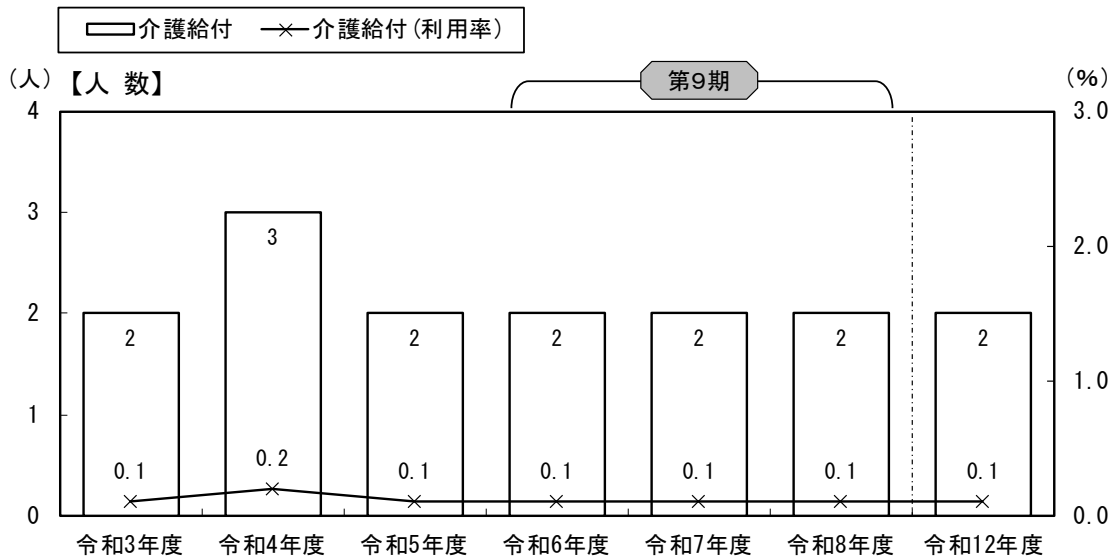 介護給付 介護給付(利用率)
(人) 【人 数】 第9期 (%)
4 3.0
3
3
2.0
2
2 2 2 2 2 2
1.0
1
0.1 0.2 0.1 0.1 0.1 0.1 0.1
0 0.0
令和3年度 令和4年度 令和5年度 令和6年度 令和7年度 令和8年度 令和12年度